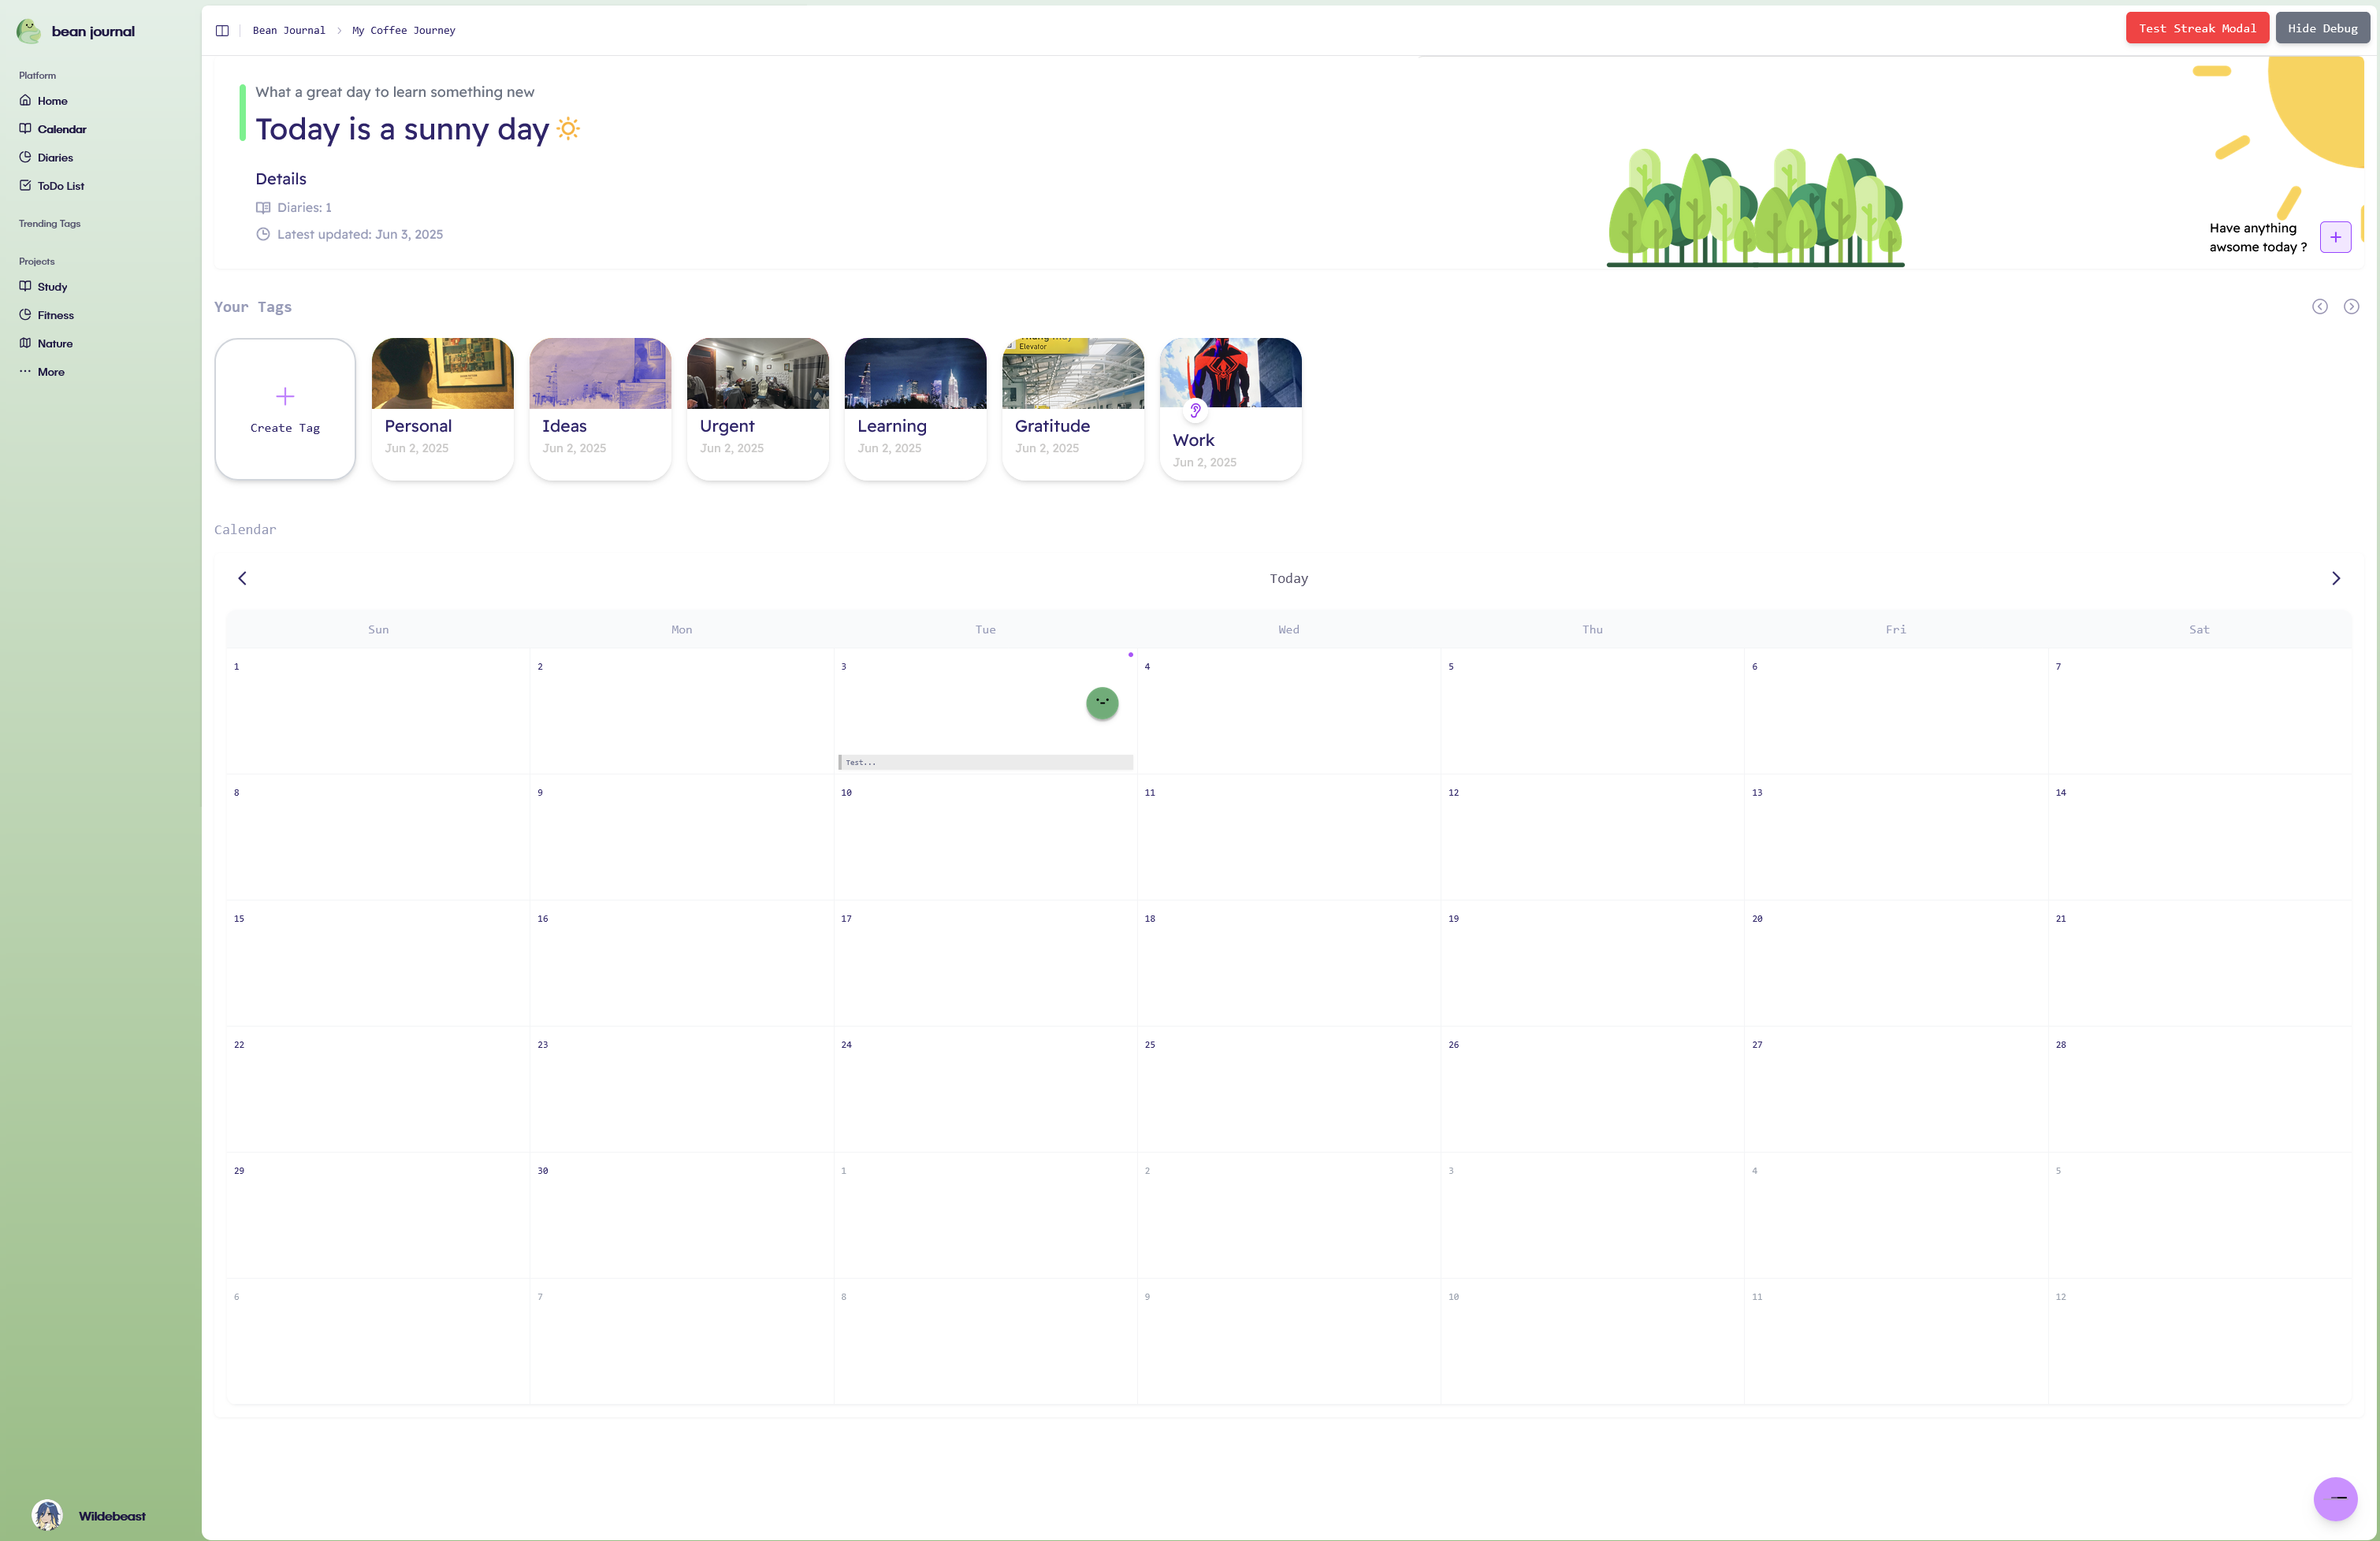 bean journal
Platform
Home
Calendar
Diaries
ToDo List
Trending Tags
Projects
Study
Fitness
Nature
More
Wildebeast
Bean Journal > My Coffee Journey
Test Streak Modal
Hide Debug
What a great day to learn something new
Today is a sunny day
Details
Diaries: 1
Latest updated: Jun 3, 2025
Have anything
awsome today ?
Your Tags
Create Tag
Elevator
Personal
Jun 2, 2025
Ideas
Jun 2, 2025
Urgent
Jun 2, 2025
Learning
Jun 2, 2025
Gratitude
Jun 2, 2025
Work
Jun 2, 2025
Calendar
Today
Sun Mon Tue Wed Thu Fri Sat
1 2 3 4 5 6 7
Test...
8 9 10 11 12 13 14
15 16 17 18 19 20 21
22 23 24 25 26 27 28
29 30 1 2 3 4 5
6 7 8 9 10 11 12